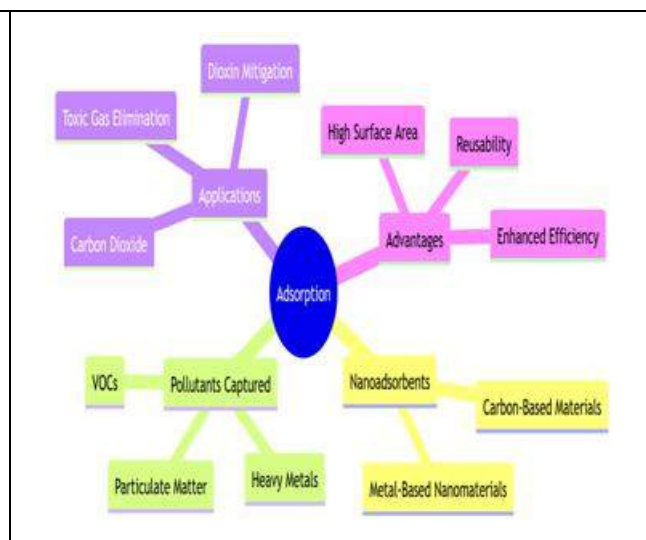 Dioxin Mitigation
Toxic Gas Elimination
Applications
Carbon Dioxide
High Surface Area
Reusability
Advantages
Enhanced Efficiency
Adsorption
VOCs
Pollutants Captured
Particulate Matter
Heavy Metals
Nanoadsorbents
Carbon-Based Materials
Metal-Based Nanomaterials